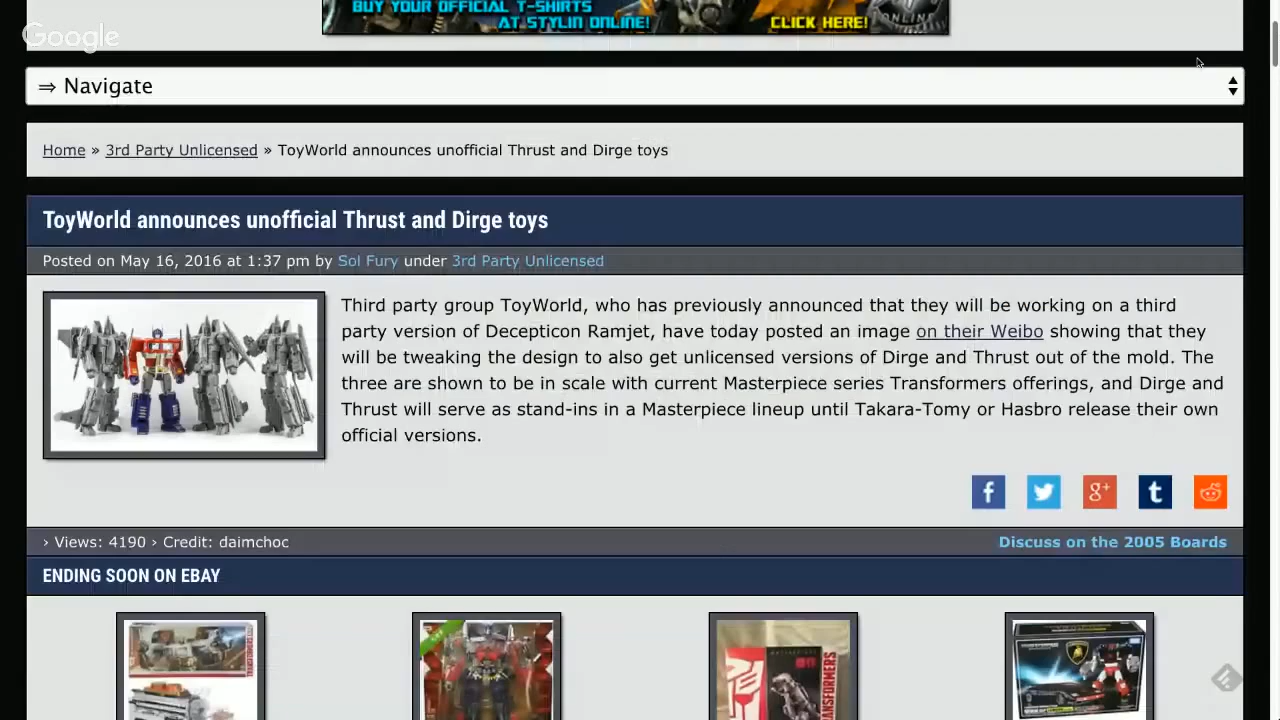 BUY YOUR OFFICIAL T-SHIRTS
AT STYLIN ONLINE!
CLICK HERE!
ONLINE
Google
⇒ Navigate
Home » 3rd Party Unlicensed » ToyWorld announces unofficial Thrust and Dirge toys
ToyWorld announces unofficial Thrust and Dirge toys
Posted on May 16, 2016 at 1:37 pm by Sol Fury under 3rd Party Unlicensed
Third party group ToyWorld, who has previously announced that they will be working on a third
party version of Decepticon Ramjet, have today posted an image on their Weibo showing that they
will be tweaking the design to also get unlicensed versions of Dirge and Thrust out of the mold. The
three are shown to be in scale with current Masterpiece series Transformers offerings, and Dirge and
Thrust will serve as stand-ins in a Masterpiece lineup until Takara-Tomy or Hasbro release their own
official versions.
› Views: 4190 › Credit: daimchoc
Discuss on the 2005 Boards
ENDING SOON ON EBAY
TRANSFORMERS
TRANSFORMERS